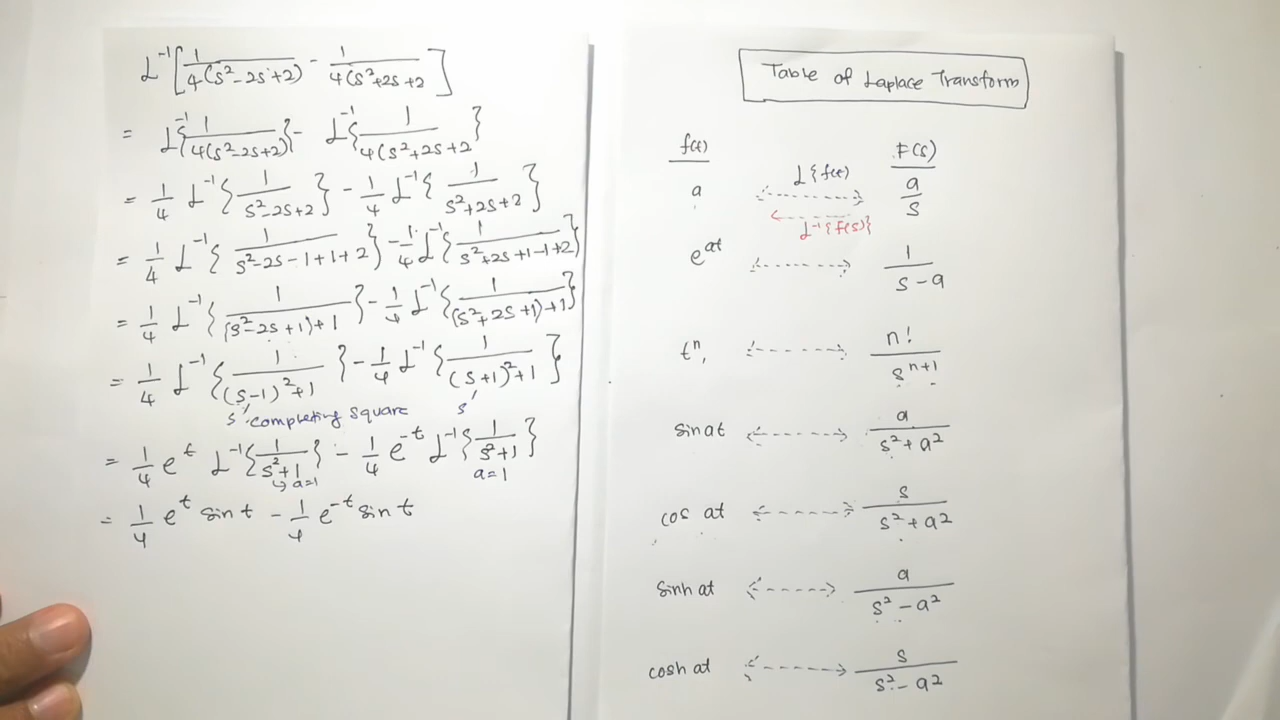 ℒ⁻¹[1/4(s²-2s+2) - 1/4(s²+2s+2]
= ℒ⁻¹{1/4(s²-2s+2)} - ℒ⁻¹{1/4(s²+2s+2}
= 1/4 ℒ⁻¹{1/s²-2s+2} - 1/4 ℒ⁻¹{1/s²+2s+2}
= 1/4 ℒ⁻¹{1/s²-2s-1+1+2} - 1/4 ℒ⁻¹{1/s²+2s+1-1+2}
= 1/4 ℒ⁻¹{1/(s²-2s+1)+1} - 1/4 ℒ⁻¹{1/(s²+2s+1)+1}
= 1/4 ℒ⁻¹{1/(s-1)²+1} - 1/4 ℒ⁻¹{1/(s+1)²+1}
s' completing square s'
= 1/4 e^t ℒ⁻¹{1/s²+1} - 1/4 e^-t ℒ⁻¹{1/s²+1}
↳ a=1 a=1
= 1/4 e^t sin t - 1/4 e^-t sin t
Table of Laplace Transform
f(t) F(s)
ℒ{f(t)}
a a/s
ℒ⁻¹{f(s)}
e^at 1/s-a
t^n, n!/s^n+1
sin at a/s²+a²
cos at s/s²+a²
sinh at a/s²-a²
cosh at s/s²-a²